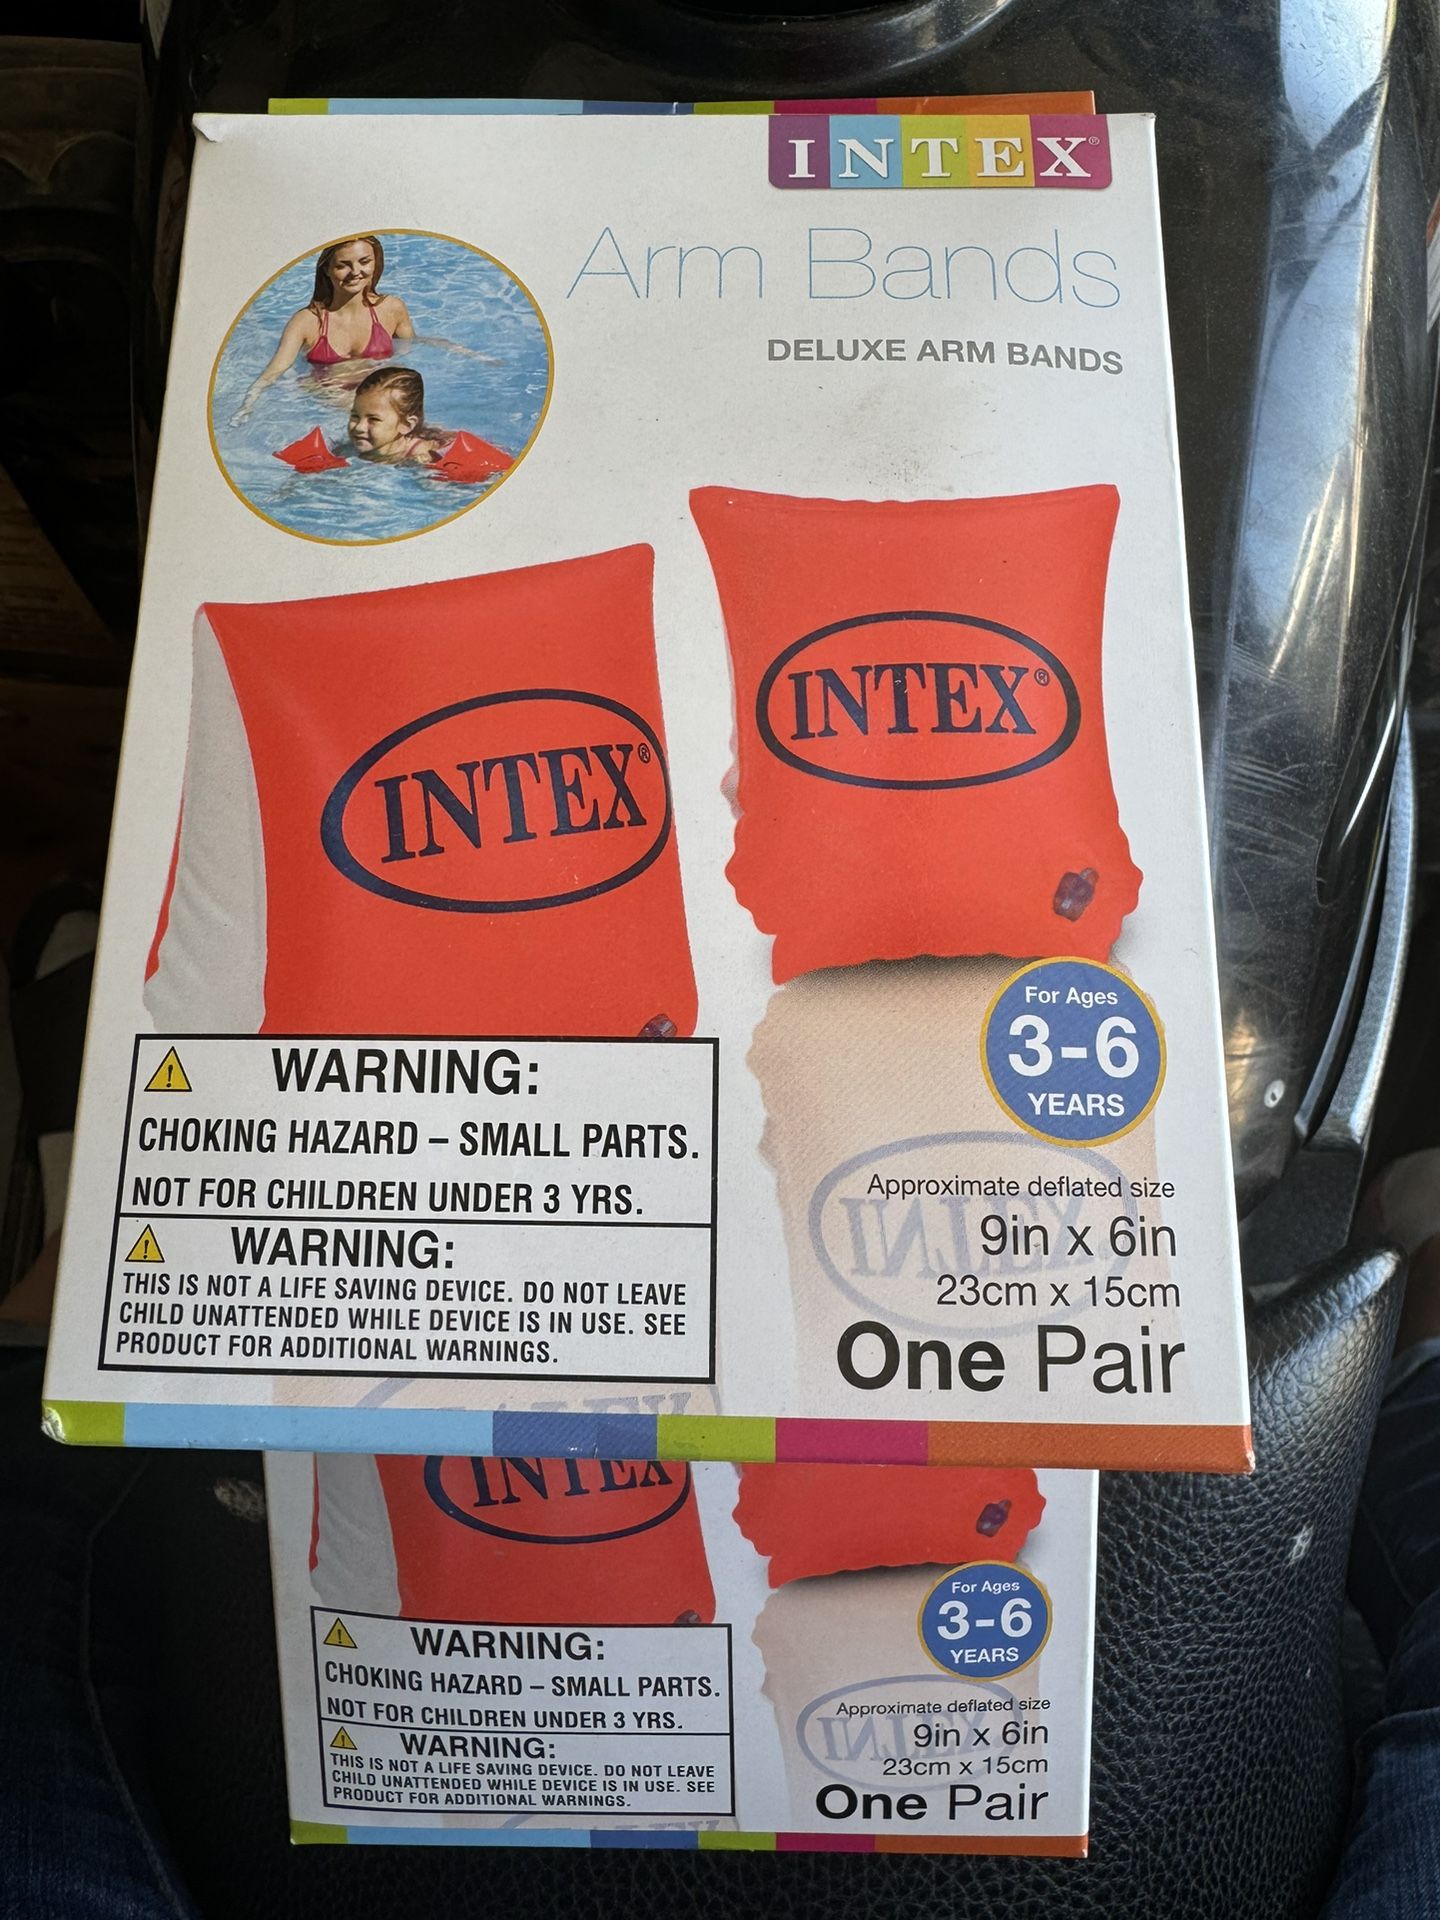 INTEX®
Arm Bands
DELUXE ARM BANDS
INTEX®
INTEX®
For Ages
3-6
YEARS
WARNING:
CHOKING HAZARD – SMALL PARTS.
NOT FOR CHILDREN UNDER 3 YRS.
WARNING:
THIS IS NOT A LIFE SAVING DEVICE. DO NOT LEAVE
CHILD UNATTENDED WHILE DEVICE IS IN USE. SEE
PRODUCT FOR ADDITIONAL WARNINGS.
INTEX
Approximate deflated size
9in x 6in
23cm x 15cm
One Pair
INTEX
For Ages
3-6
YEARS
WARNING:
CHOKING HAZARD – SMALL PARTS.
NOT FOR CHILDREN UNDER 3 YRS.
WARNING:
THIS IS NOT A LIFE SAVING DEVICE. DO NOT LEAVE
CHILD UNATTENDED WHILE DEVICE IS IN USE. SEE
PRODUCT FOR ADDITIONAL WARNINGS.
INTEX
Approximate deflated size
9in x 6in
23cm x 15cm
One Pair